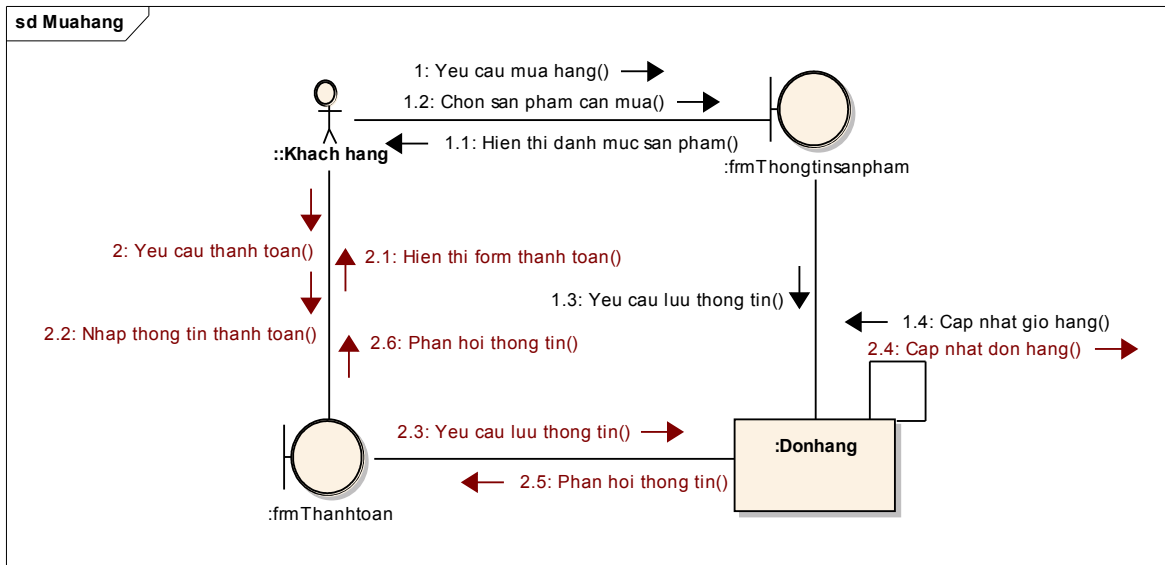 sd Muahang
1: Yeu cau mua hang()
1.2: Chon san pham can mua()
1.1: Hien thi danh muc san pham()
::Khach hang
:frmThongtinsanpham
2: Yeu cau thanh toan()
2.1: Hien thi form thanh toan()
1.3: Yeu cau luu thong tin()
1.4: Cap nhat gio hang()
2.2: Nhap thong tin thanh toan()
2.6: Phan hoi thong tin()
2.4: Cap nhat don hang()
2.3: Yeu cau luu thong tin()
:Donhang
2.5: Phan hoi thong tin()
:frmThanhtoan